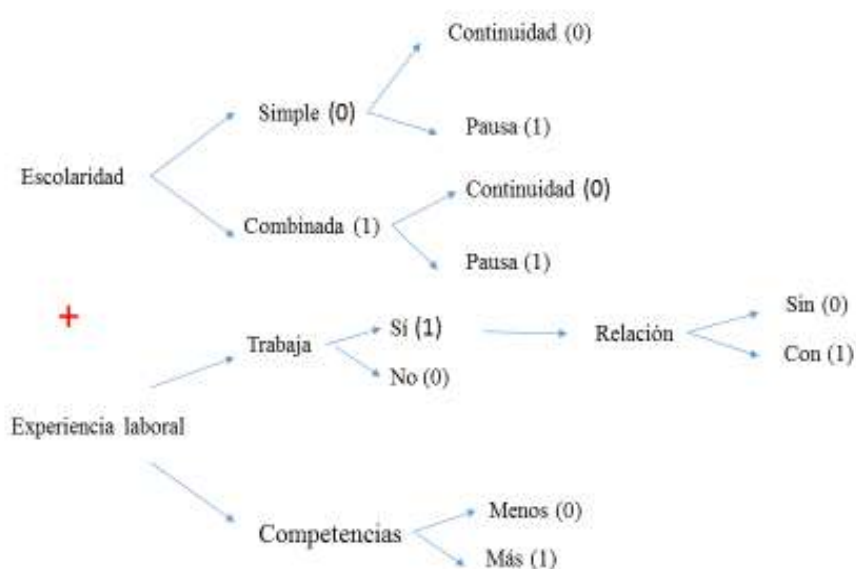 Continuidad (0)
Simple (0)
Pausa (1)
Escolaridad
Continuidad (0)
Combinada (1)
Pausa (1)
+
Sin (0)
Sí (1)
Relación
Trabaja
Con (1)
No (0)
Experiencia laboral
Menos (0)
Competencias
Más (1)